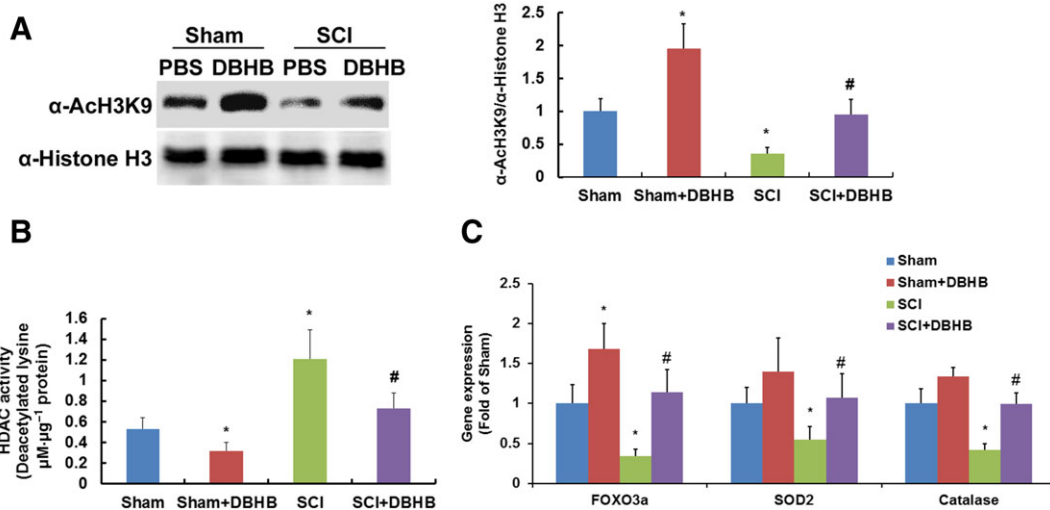 A
Sham SCI
PBS DBHB PBS DBHB
α-AcH3K9
α-Histone H3
α-AcH3K9/α-Histone H3
2.5
2
1.5
1
0.5
0
*
*
#
Sham Sham+DBHB SCI SCI+DBHB
B
HDAC activity
(Deacetylated lysine
μM·μg⁻¹ protein)
1.6
1.4
1.2
1
0.8
0.6
0.4
0.2
0
*
*
#
Sham Sham+DBHB SCI SCI+DBHB
C
Sham
Sham+DBHB
SCI
SCI+DBHB
Gene expression
(Fold of Sham)
2.5
2
1.5
1
0.5
0
*
*
#
*
#
*
#
FOXO3a SOD2 Catalase